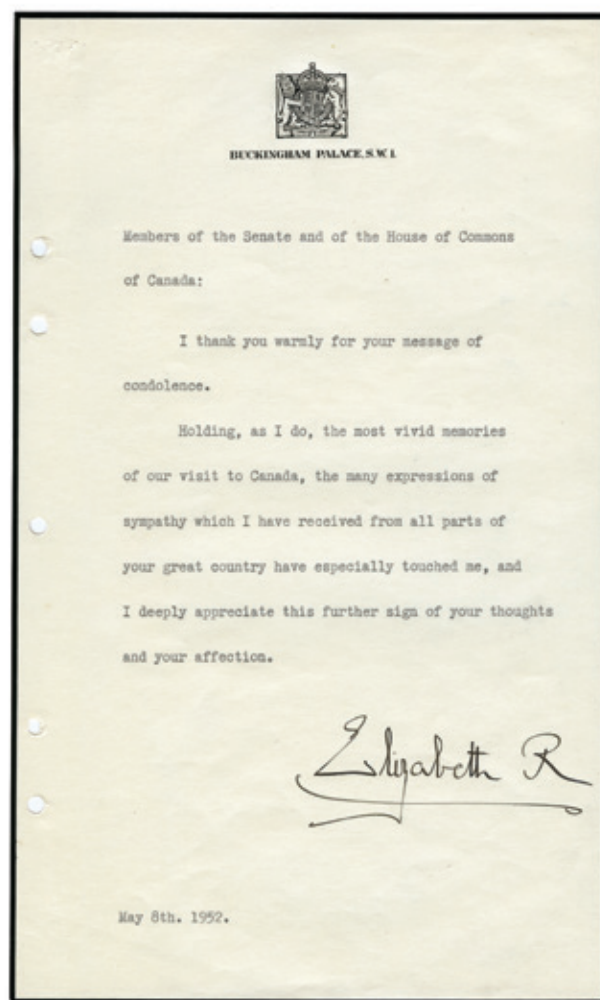 BUCKINGHAM PALACE, S.W.1.
Members of the Senate and of the House of Commons
of Canada:
I thank you warmly for your message of
condolence.
Holding, as I do, the most vivid memories
of our visit to Canada, the many expressions of
sympathy which I have received from all parts of
your great country have especially touched me, and
I deeply appreciate this further sign of your thoughts
and your affection.
Elizabeth R
May 8th. 1952.